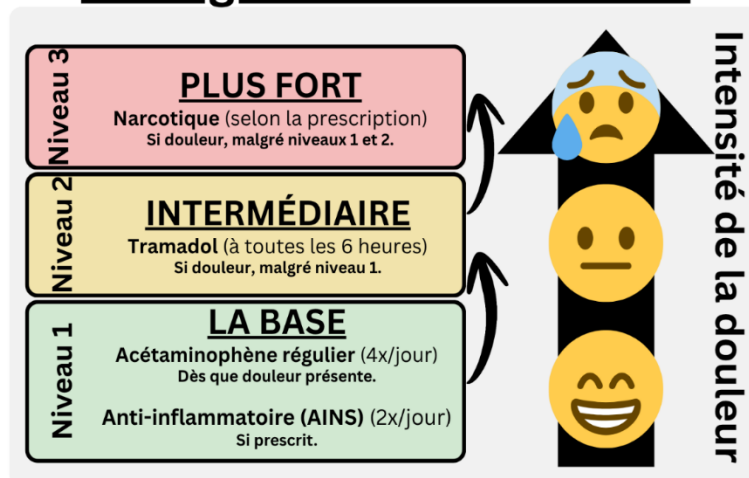 Niveau 3
PLUS FORT
Narcotique (selon la prescription)
Si douleur, malgré niveaux 1 et 2.
Niveau 2
INTERMÉDIAIRE
Tramadol (à toutes les 6 heures)
Si douleur, malgré niveau 1.
Niveau 1
LA BASE
Acétaminophène régulier (4x/jour)
Dès que douleur présente.
Anti-inflammatoire (AINS) (2x/jour)
Si prescrit.
Intensité de la douleur